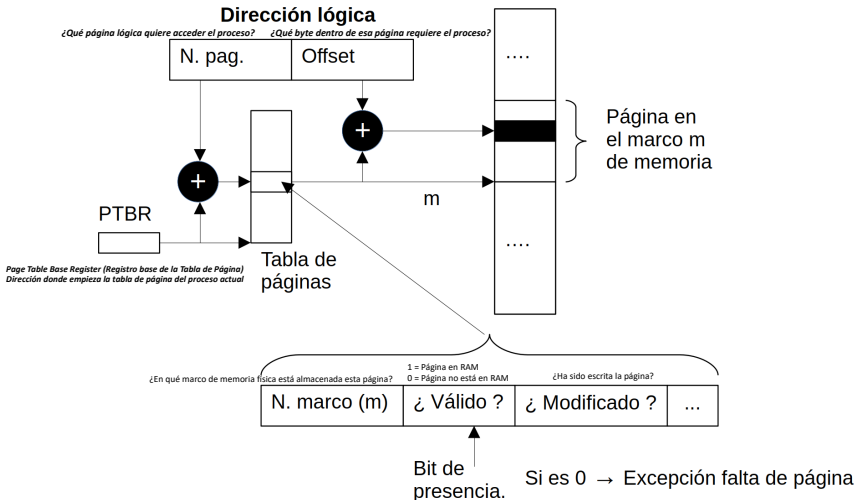 Dirección lógica
¿Qué página lógica quiere acceder el proceso?
¿Qué byte dentro de esa página requiere el proceso?
N. pag.
Offset
....
+
Página en
el marco m
de memoria
+
m
PTBR
....
Page Table Base Register (Registro base de la Tabla de Página)
Dirección donde empieza la tabla de página del proceso actual
Tabla de
páginas
¿En qué marco de memoria física está almacenada esta página?
1 = Página en RAM
0 = Página no está en RAM
¿Ha sido escrita la página?
N. marco (m)
¿ Válido ?
¿ Modificado ?
...
Bit de
presencia.
Si es 0 → Excepción falta de página